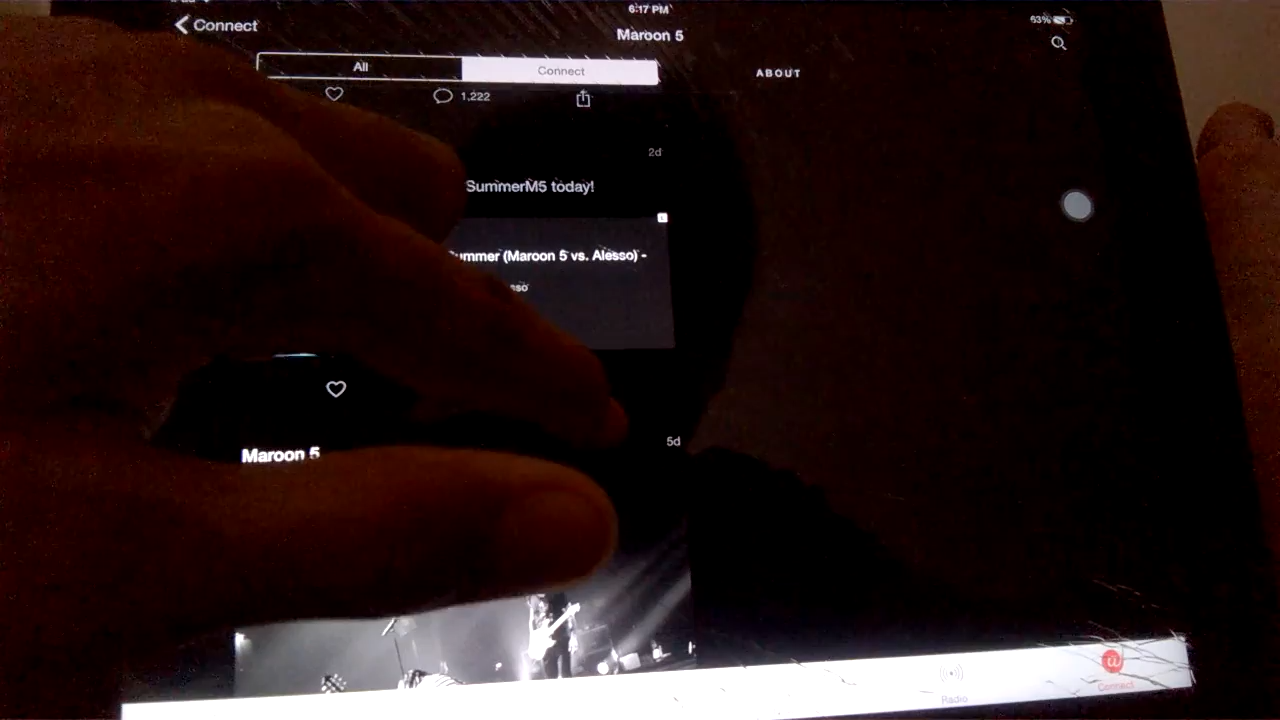 6:17 PM
63%
Connect
Maroon 5
All
Connect
ABOUT
1,222
2d
SummerM5 today!
(Maroon 5 vs. Alesso) -
5d
Maroon 5
Radio
Connect